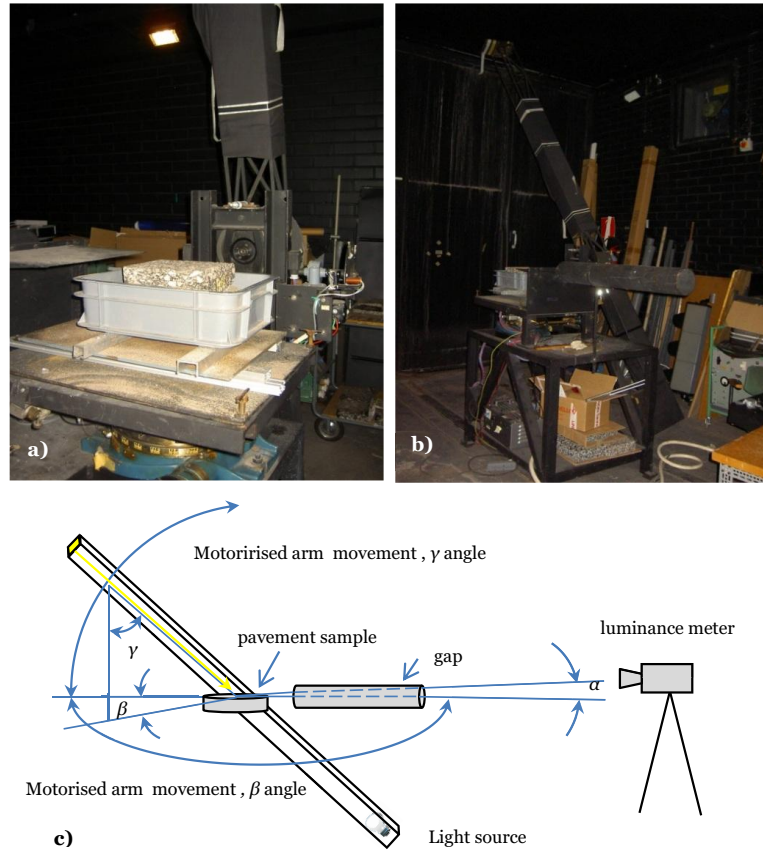 a)
b)
Motorirised arm movement , γ angle
luminance meter
pavement sample
gap
γ
α
β
Motorised arm movement , β angle
Light source
c)